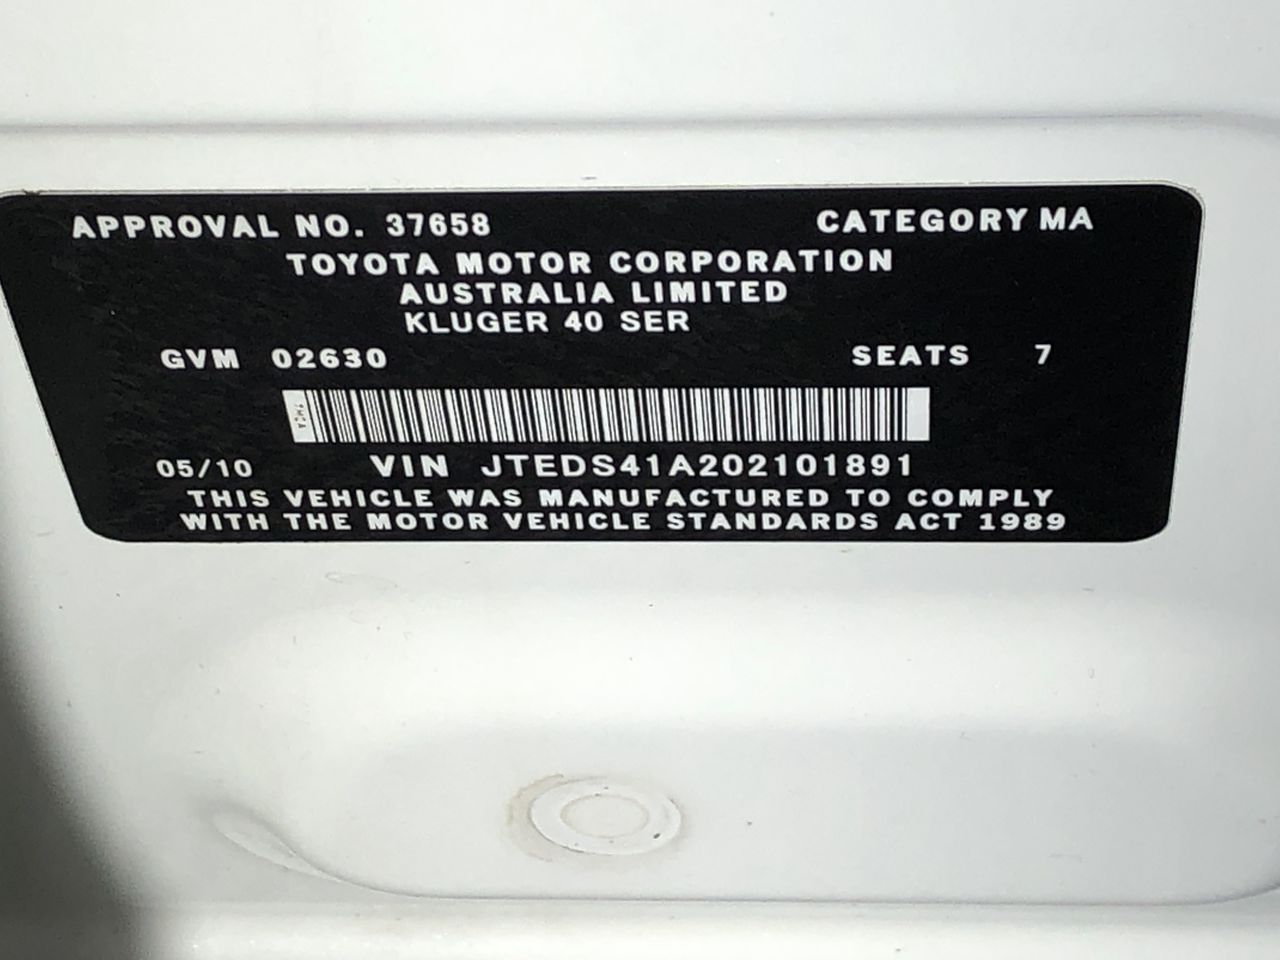 APPROVAL NO. 37658 CATEGORY MA
TOYOTA MOTOR CORPORATION
AUSTRALIA LIMITED
KLUGER 40 SER
GVM 02630 SEATS 7
05/10 VIN JTEDS41A202101891
THIS VEHICLE WAS MANUFACTURED TO COMPLY
WITH THE MOTOR VEHICLE STANDARDS ACT 1989